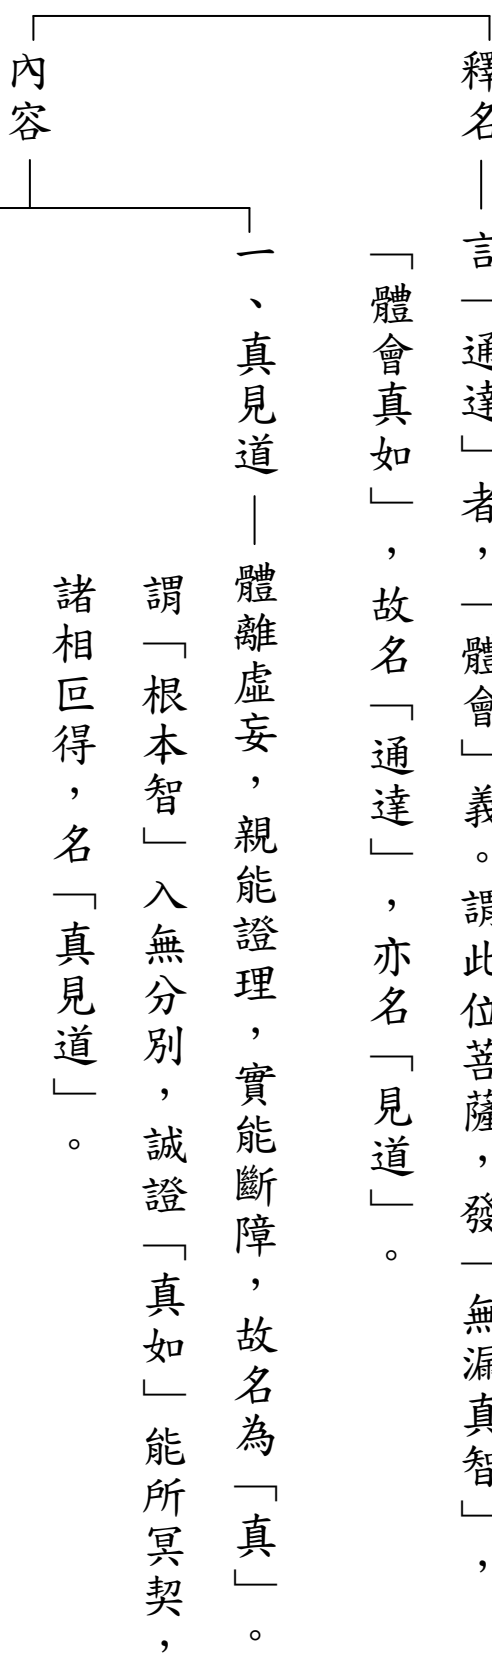 釋名
言「通達」者，「體會」義。謂此位菩薩，發「無漏真智」，
「體會真如」，故名「通達」，亦名「見道」。
內容
一、真見道
體離虛妄，親能證理，實能斷障，故名為「真」。
謂「根本智」入無分別，誠證「真如」能所冥契，
諸相叵得，名「真見道」。